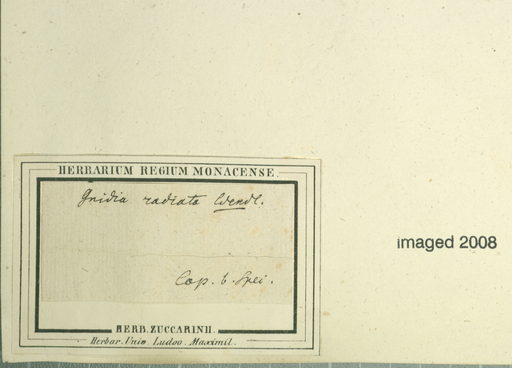 HERBARIUM REGIUM MONACENSE.
Gnidia radiata Wendl.
Cap. b. Spei.
imaged 2008
HERB. ZUCCARINII.
Herbar. Univ. Ludov. Maximil.